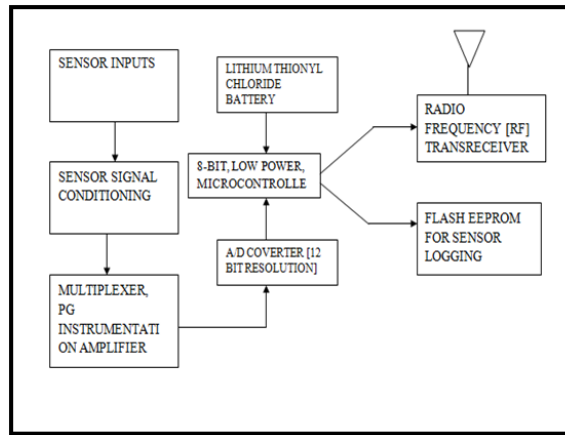 SENSOR INPUTS
SENSOR SIGNAL
CONDITIONING
MULTIPLEXER,
PG
INSTRUMENTATI
ON AMPLIFIER
LITHIUM THIONYL
CHLORIDE
BATTERY
8-BIT, LOW POWER,
MICROCONTROLLE
A/D COVERTER [12
BIT RESOLUTION]
RADIO
FREQUENCY [RF]
TRANSRECEIVER
FLASH EEPROM
FOR SENSOR
LOGGING